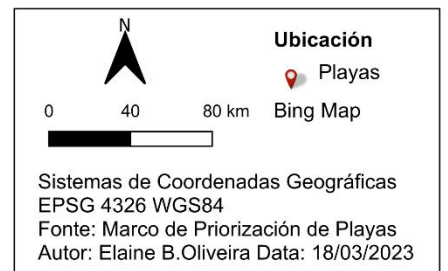 N
Ubicación
Playas
0 40 80 km
Bing Map
Sistemas de Coordenadas Geográficas
EPSG 4326 WGS84
Fonte: Marco de Priorización de Playas
Autor: Elaine B.Oliveira Data: 18/03/2023